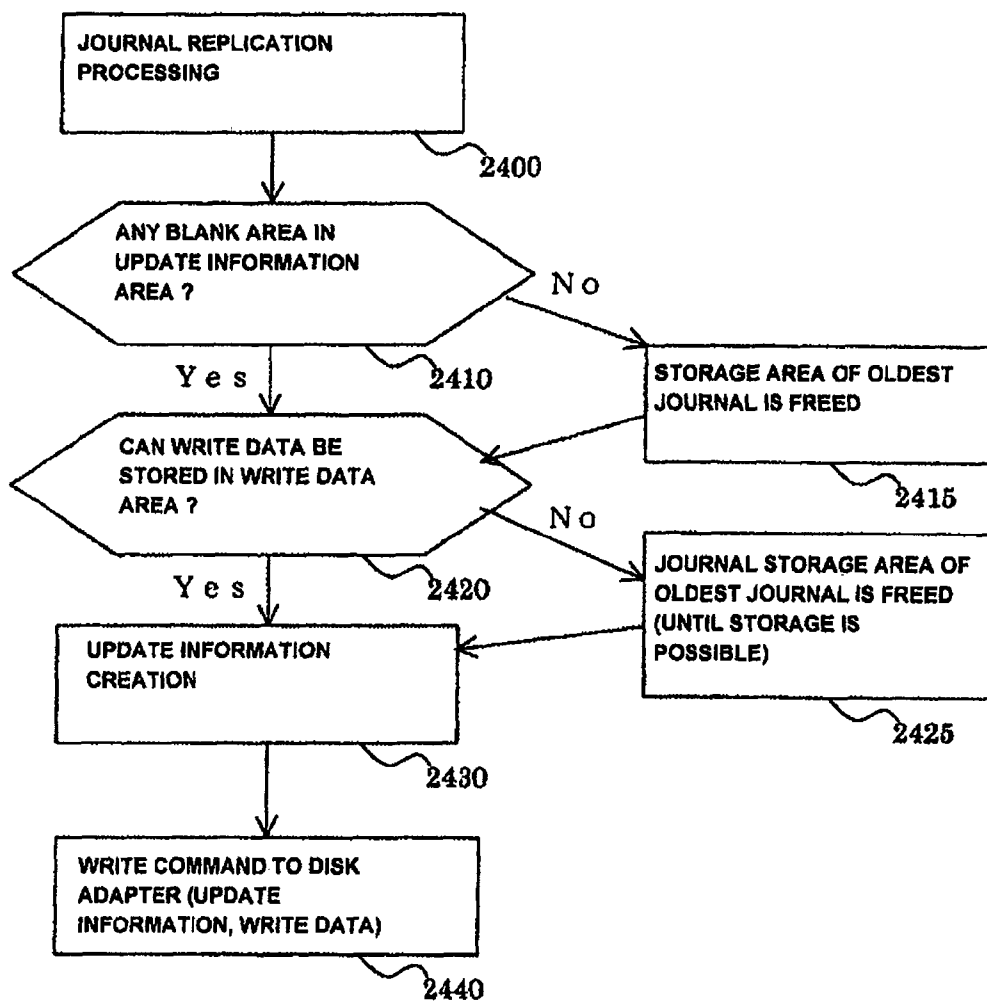 JOURNAL REPLICATION
PROCESSING
2400
ANY BLANK AREA IN
UPDATE INFORMATION
AREA ?
No
Yes
2410
STORAGE AREA OF OLDEST
JOURNAL IS FREED
2415
CAN WRITE DATA BE
STORED IN WRITE DATA
AREA ?
No
Yes
2420
JOURNAL STORAGE AREA OF
OLDEST JOURNAL IS FREED
(UNTIL STORAGE IS
POSSIBLE)
2425
UPDATE INFORMATION
CREATION
2430
WRITE COMMAND TO DISK
ADAPTER (UPDATE
INFORMATION, WRITE DATA)
2440